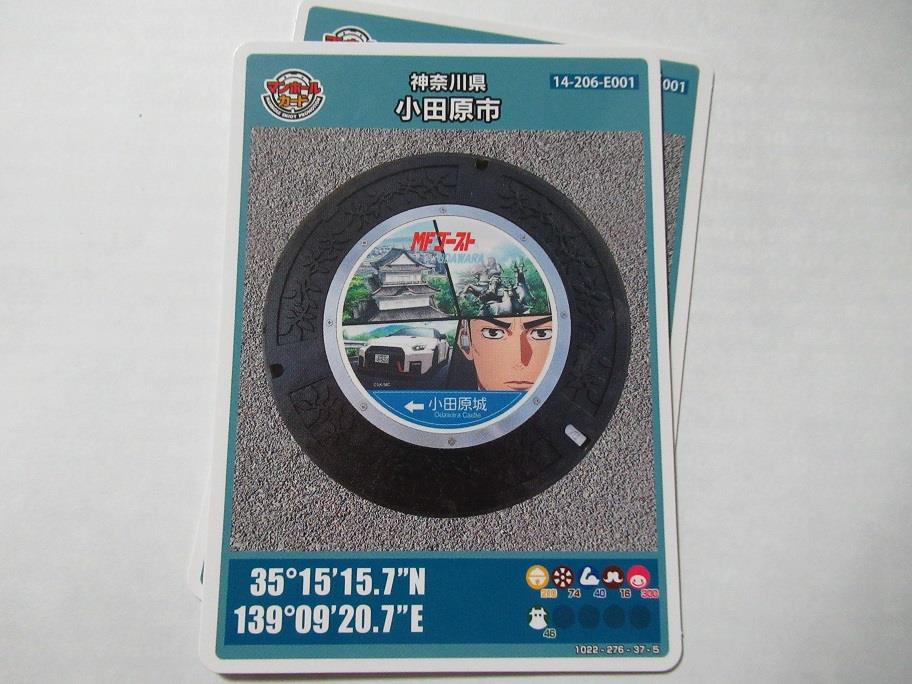 マンホール
カード
神奈川県
小田原市
14-206-E001
001
MFゴースト
ODAWARA
小田原城
Odawara Castle
35°15'15.7"N
139°09'20.7"E
218 74 40 16 300
46
1022-276-37-5